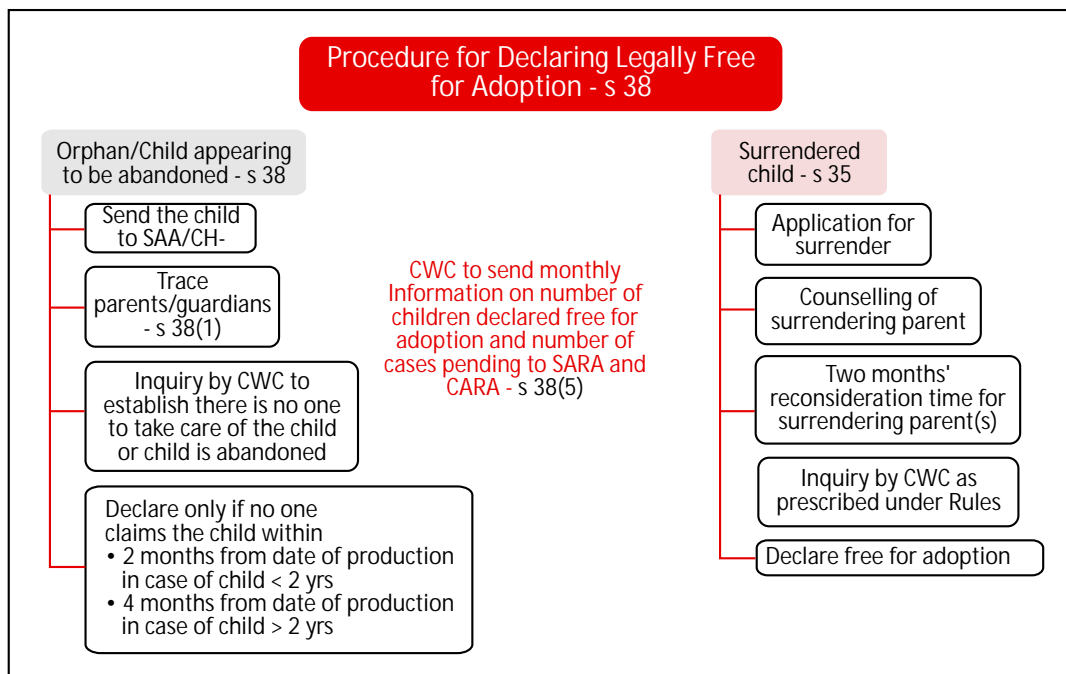 Procedure for Declaring Legally Free
for Adoption - s 38
Orphan/Child appearing
to be abandoned - s 38
Send the child
to SAA/CH-
Trace
parents/guardians
- s 38(1)
Inquiry by CWC to
establish there is no one
to take care of the child
or child is abandoned
Declare only if no one
claims the child within
• 2 months from date of production
in case of child < 2 yrs
• 4 months from date of production
in case of child > 2 yrs
CWC to send monthly
Information on number of
children declared free for
adoption and number of
cases pending to SARA and
CARA - s 38(5)
Surrendered
child - s 35
Application for
surrender
Counselling of
surrendering parent
Two months'
reconsideration time for
surrendering parent(s)
Inquiry by CWC as
prescribed under Rules
Declare free for adoption